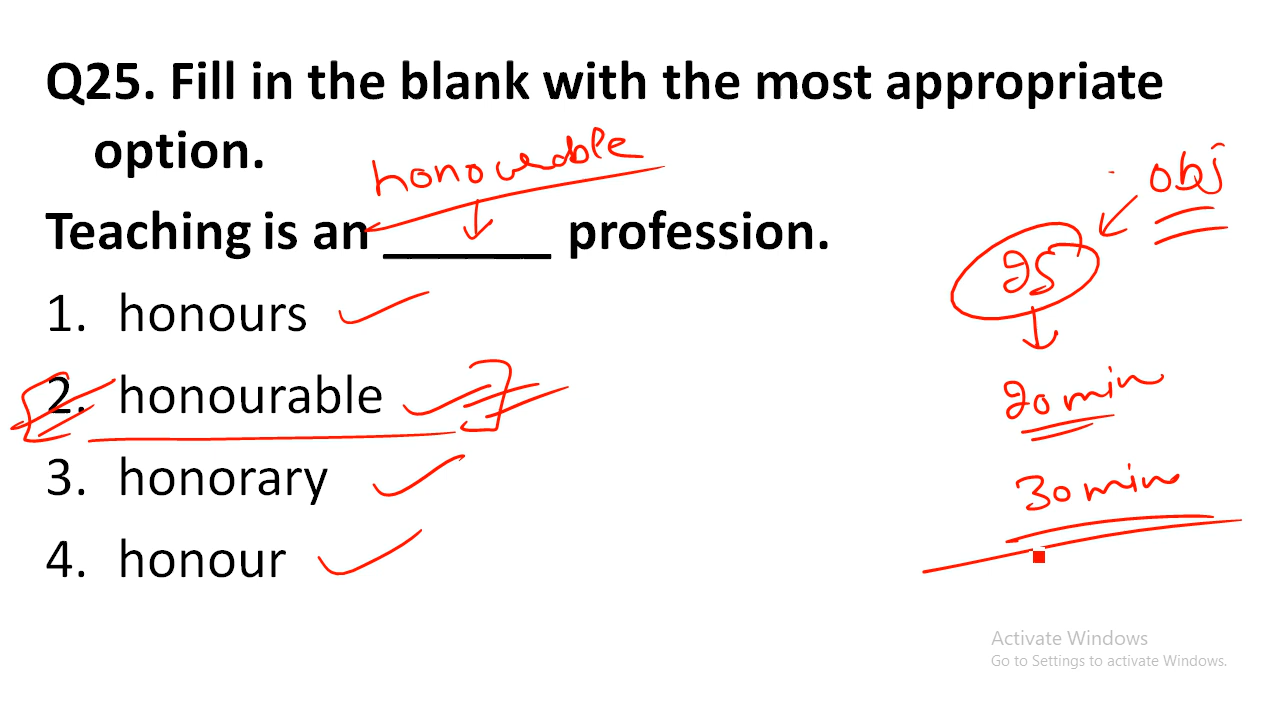 Q25. Fill in the blank with the most appropriate
option.
honourable
obj
Teaching is an ______ profession.
25
1. honours
2. honourable
20 min
3. honorary
30 min
4. honour
Activate Windows
Go to Settings to activate Windows.